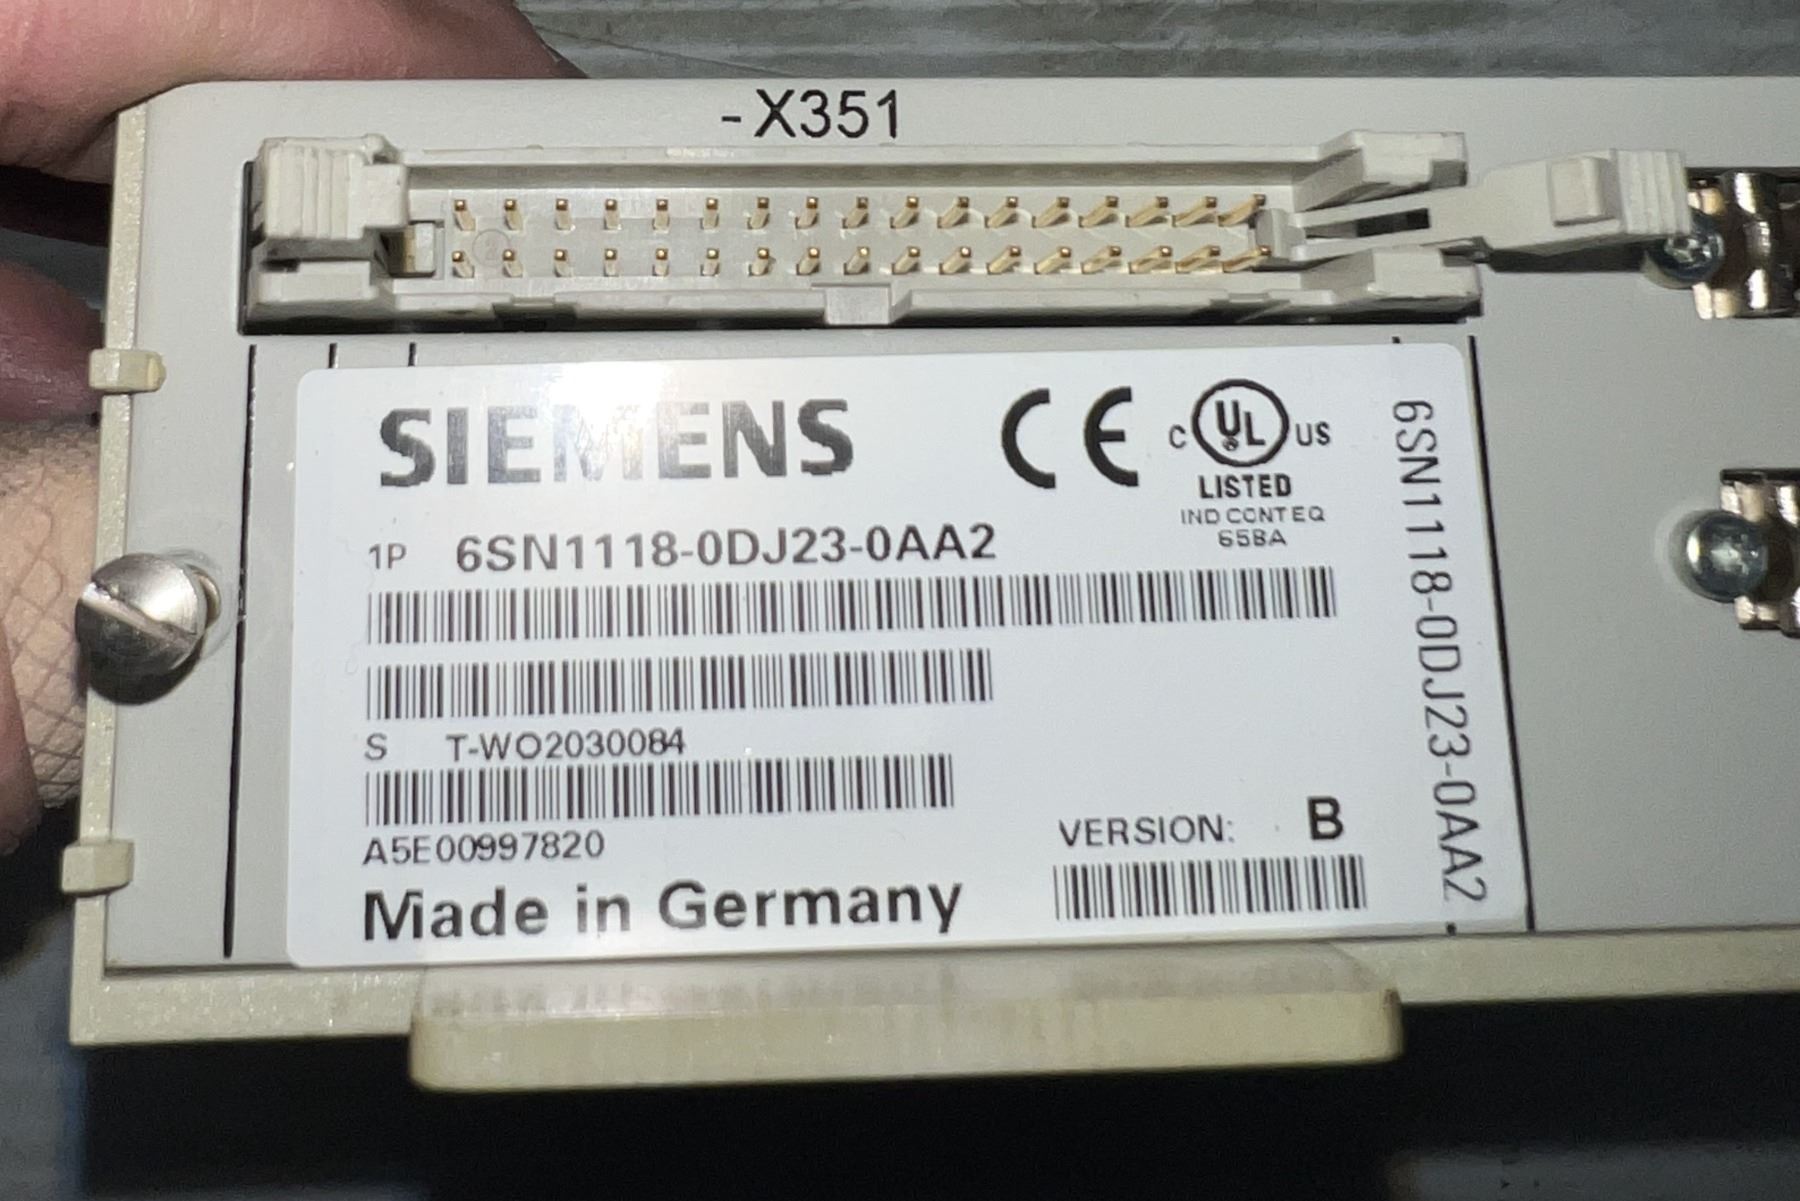 -X351
SIEMENS
CE
C UL US
LISTED
IND CONT EQ
65BA
1P 6SN1118-0DJ23-0AA2
S T-WO2030084
A5E00997820
VERSION: B
Made in Germany
6SN1118-0DJ23-0AA2